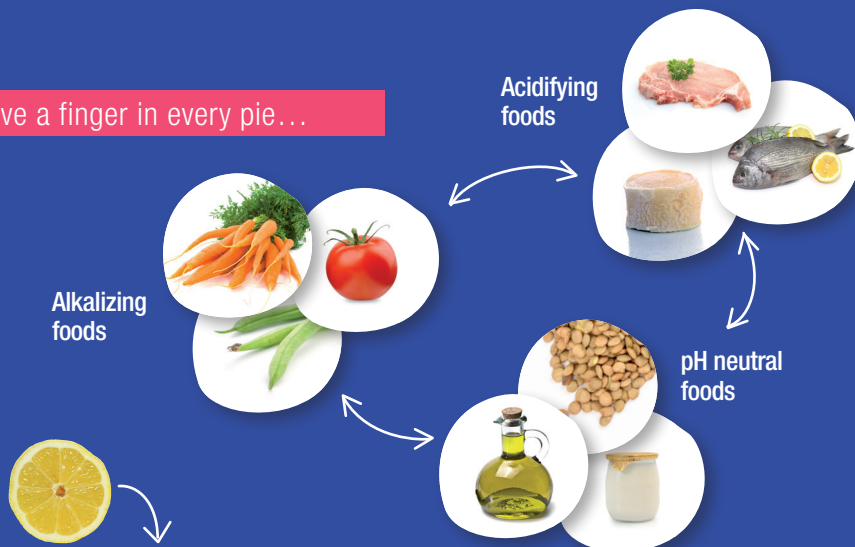 ve a finger in every pie…
Acidifying
foods
Alkalizing
foods
pH neutral
foods